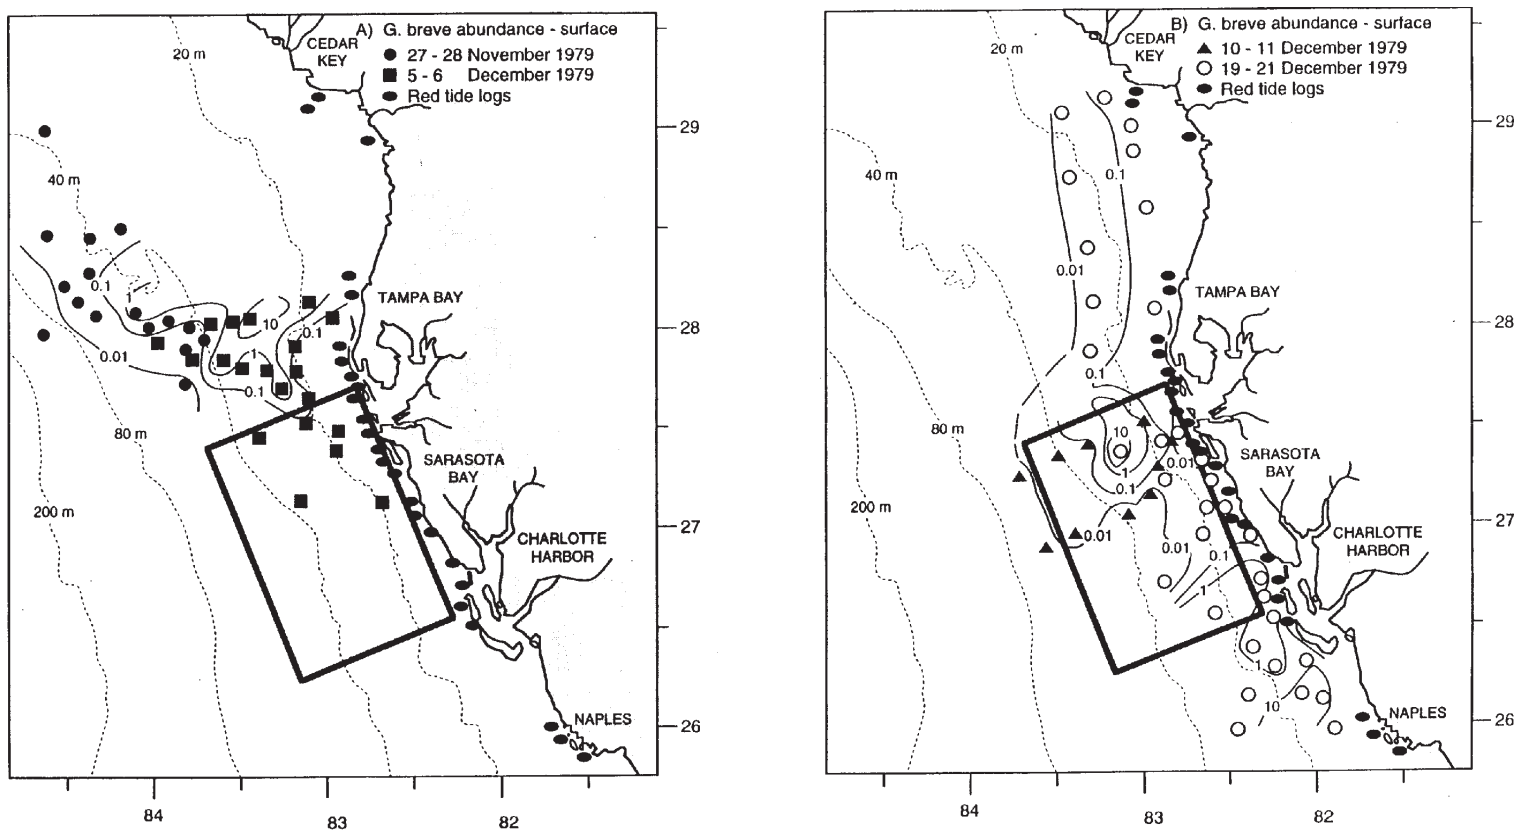 A) G. breve abundance - surface
27 - 28 November 1979
5 - 6 December 1979
Red tide logs
CEDAR
KEY
20 m
29
40 m
0.1
1
TAMPA BAY
10
0.1
28
0.01
1
0.1
80 m
SARASOTA
BAY
200 m
27
CHARLOTTE
HARBOR
NAPLES
26
84
83
82
B) G. breve abundance - surface
10 - 11 December 1979
19 - 21 December 1979
Red tide logs
CEDAR
KEY
20 m
29
40 m
0.1
0.01
TAMPA BAY
28
0.1
80 m
10
SARASOTA
BAY
0.01
1
0.1
200 m
27
CHARLOTTE
HARBOR
0.01
0.01
0.1
1
1
10
NAPLES
26
84
83
82